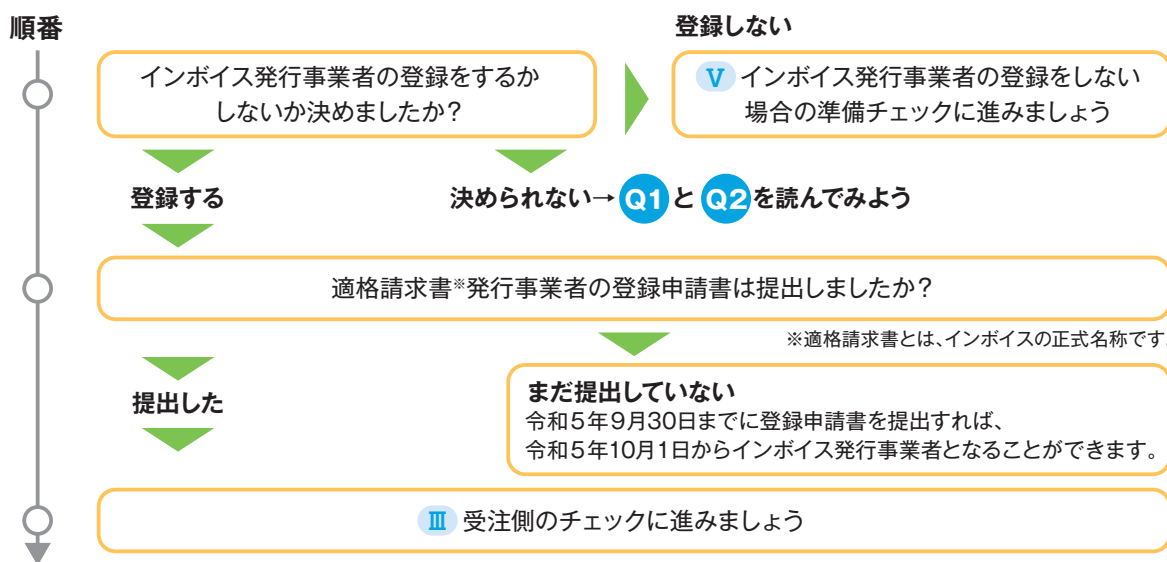 順番
登録しない
インボイス発行事業者の登録をするか
しないか決めましたか？
Ⅴ インボイス発行事業者の登録をしない
場合の準備チェックに進みましょう
登録する
決められない→Q1とQ2を読んでみよう
適格請求書※発行事業者の登録申請書は提出しましたか？
※適格請求書とは、インボイスの正式名称です。
提出した
まだ提出していない
令和5年9月30日までに登録申請書を提出すれば、
令和5年10月1日からインボイス発行事業者となることができます。
Ⅲ 受注側のチェックに進みましょう